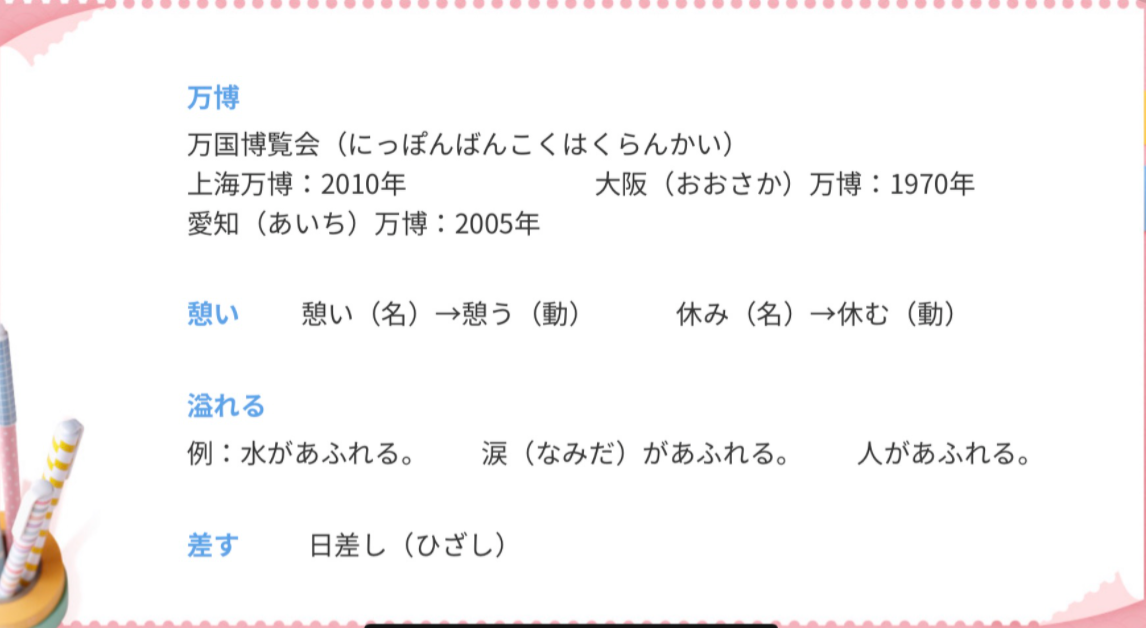 万博
万国博覧会（にっぽんばんこくはくらんかい）
上海万博：2010年　大阪（おおさか）万博：1970年
愛知（あいち）万博：2005年
憩い　憩い（名）→憩う（動）　休み（名）→休む（動）
溢れる
例：水があふれる。　涙（なみだ）があふれる。　人があふれる。
差す　日差し（ひざし）